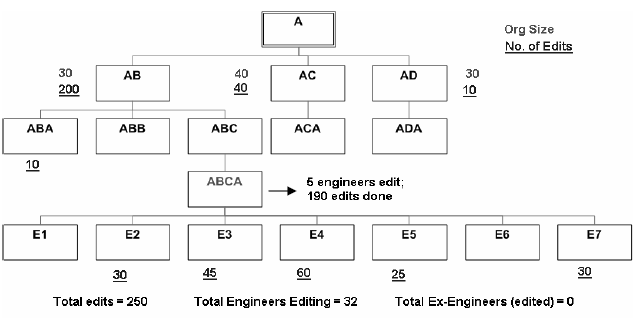 A
Org Size
No. of Edits
30
200
AB
40
40
AC
AD
30
10
ABA
ABB
ABC
ACA
ADA
10
ABCA
5 engineers edit;
190 edits done
E1
E2
E3
E4
E5
E6
E7
30
45
60
25
30
Total edits = 250
Total Engineers Editing = 32
Total Ex-Engineers (edited) = 0